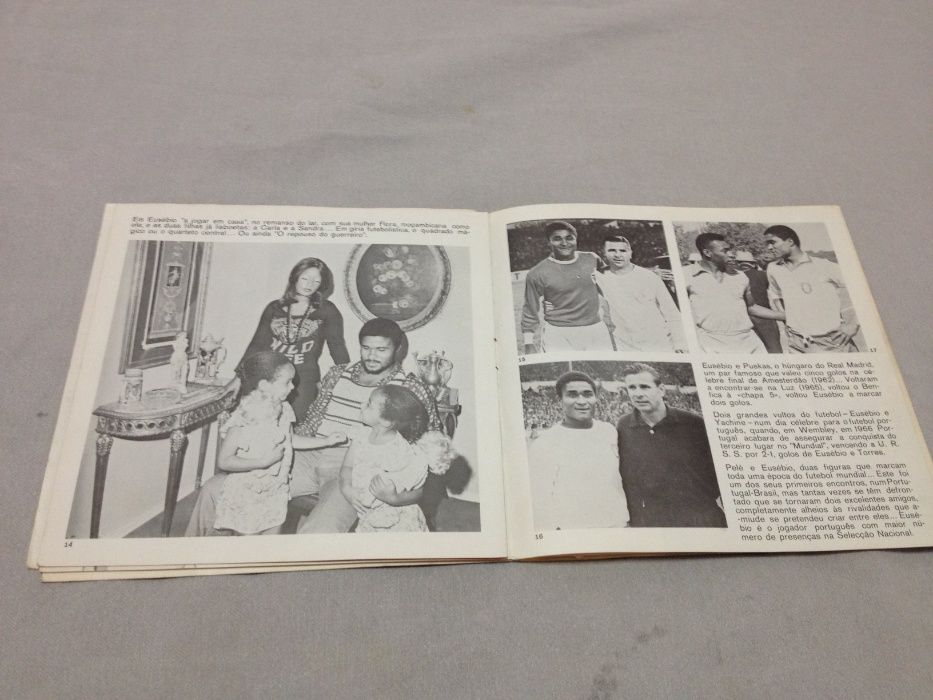 Eis Eusébio "a jogar em casa", no remanso do lar, com sua mulher Flora, moçambicana como
ele, e as duas filhas já lisboetas: a Carla e a Sandra... Em gíria futebolística, o quadrado má-
gico ou o quarteto central... Ou ainda "O repouso do guerreiro".
WILD
LIFE
14
15
17
16
Eusébio e Puskas, o húngaro do Real Madrid,
um par famoso que valeu cinco golos na cé-
lebre final de Amesterdão (1962)... Voltaram
a encontrar-se na Luz (1965), voltou o Ben-
fica à «chapa 5», voltou Eusébio a marcar
dois golos.
Dois grandes vultos do futebol – Eusébio e
Yachine – num dia célebre para o futebol por-
tuguês, quando, em Wembley, em 1966 Por-
tugal acabara de assegurar a conquista do
terceiro lugar no "Mundial", vencendo a U. R.
S. S. por 2-1, golos de Eusébio e Torres.
Pelé e Eusébio, duas figuras que marcam
toda uma época do futebol mundial... Este foi
um dos seus primeiros encontros, num Portu-
tugal-Brasil, mas tantas vezes se têm defron-
tado que se tornaram dois excelentes amigos,
completamente alheios às rivalidades que a-
-miude se pretendeu criar entre eles... Eusé-
bio é o jogador português com maior nú-
mero de presenças na Selecção Nacional.